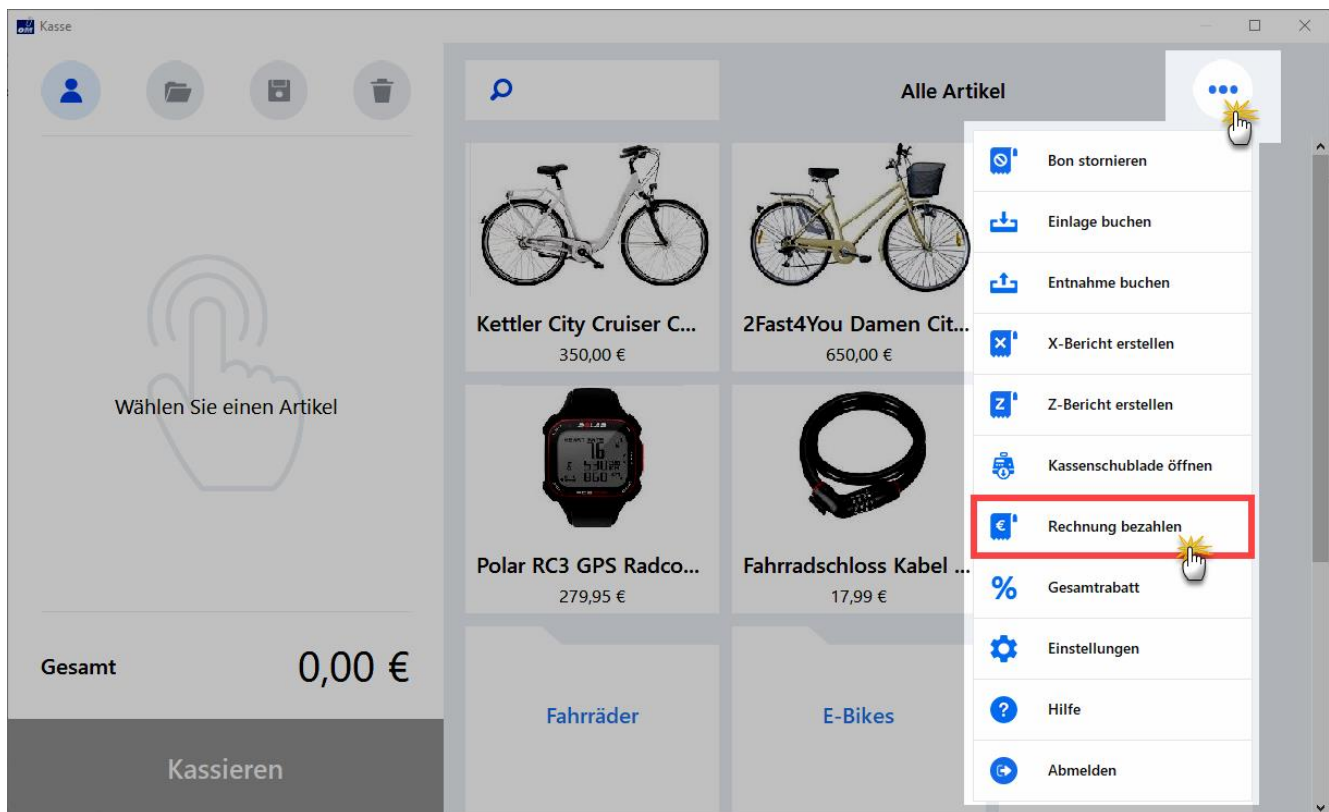 Kasse
Alle Artikel
Kettler City Cruiser C...
350,00 €
2Fast4You Damen Cit...
650,00 €
Wählen Sie einen Artikel
Polar RC3 GPS Radco...
279,95 €
Fahrradschloss Kabel ...
17,99 €
Gesamt 0,00 €
Fahrräder
E-Bikes
Kassieren
Bon stornieren
Einlage buchen
Entnahme buchen
X-Bericht erstellen
Z-Bericht erstellen
Kassenschublade öffnen
Rechnung bezahlen
Gesamtrabatt
Einstellungen
Hilfe
Abmelden